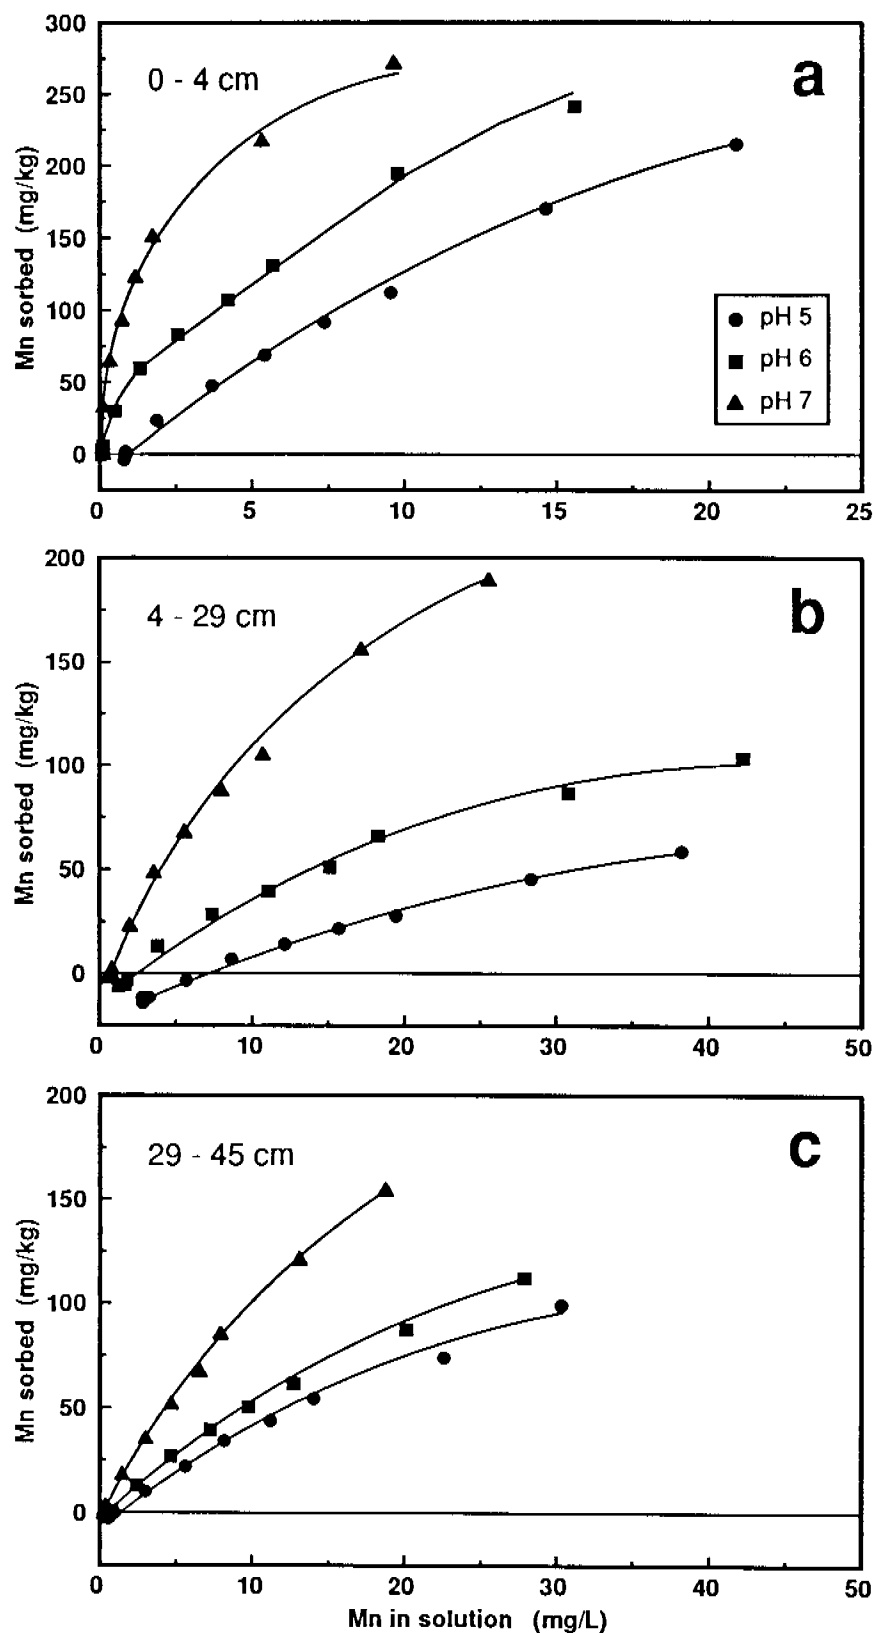 300
0 - 4 cm
a
250
200
150
100
50
0
Mn sorbed (mg/kg)
pH 5
pH 6
pH 7
0 5 10 15 20 25
200
4 - 29 cm
b
150
100
50
0
Mn sorbed (mg/kg)
0 10 20 30 40 50
200
29 - 45 cm
c
150
100
50
0
Mn sorbed (mg/kg)
0 10 20 30 40 50
Mn in solution (mg/L)